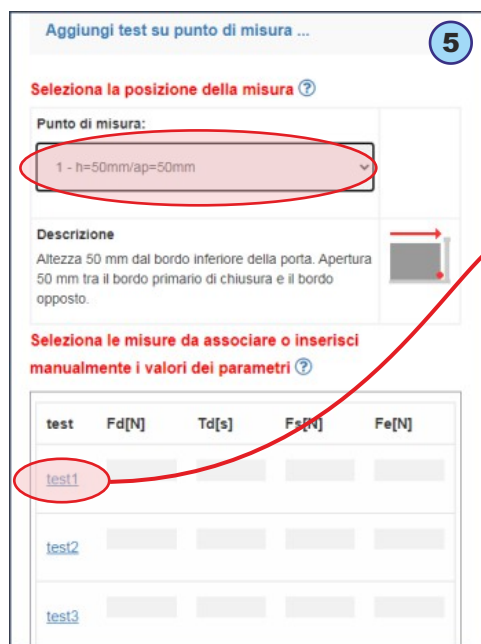 Aggiungi test su punto di misura ...
5
Seleziona la posizione della misura ?
Punto di misura:
1 - h=50mm/ap=50mm
Descrizione
Altezza 50 mm dal bordo inferiore della porta. Apertura
50 mm tra il bordo primario di chiusura e il bordo
opposto.
Seleziona le misure da associare o inserisci
manualmente i valori dei parametri ?
test Fd[N] Td[s] Fs[N] Fe[N]
test1
test2
test3